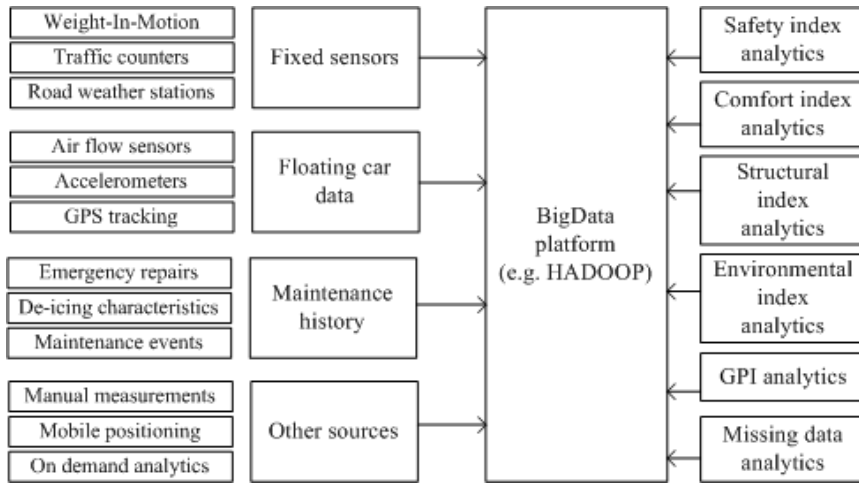 Weight-In-Motion
Traffic counters
Road weather stations
Fixed sensors
Air flow sensors
Accelerometers
GPS tracking
Floating car
data
Emergency repairs
De-icing characteristics
Maintenance events
Maintenance
history
Manual measurements
Mobile positioning
On demand analytics
Other sources
BigData
platform
(e.g. HADOOP)
Safety index
analytics
Comfort index
analytics
Structural
index
analytics
Environmental
index
analytics
GPI analytics
Missing data
analytics